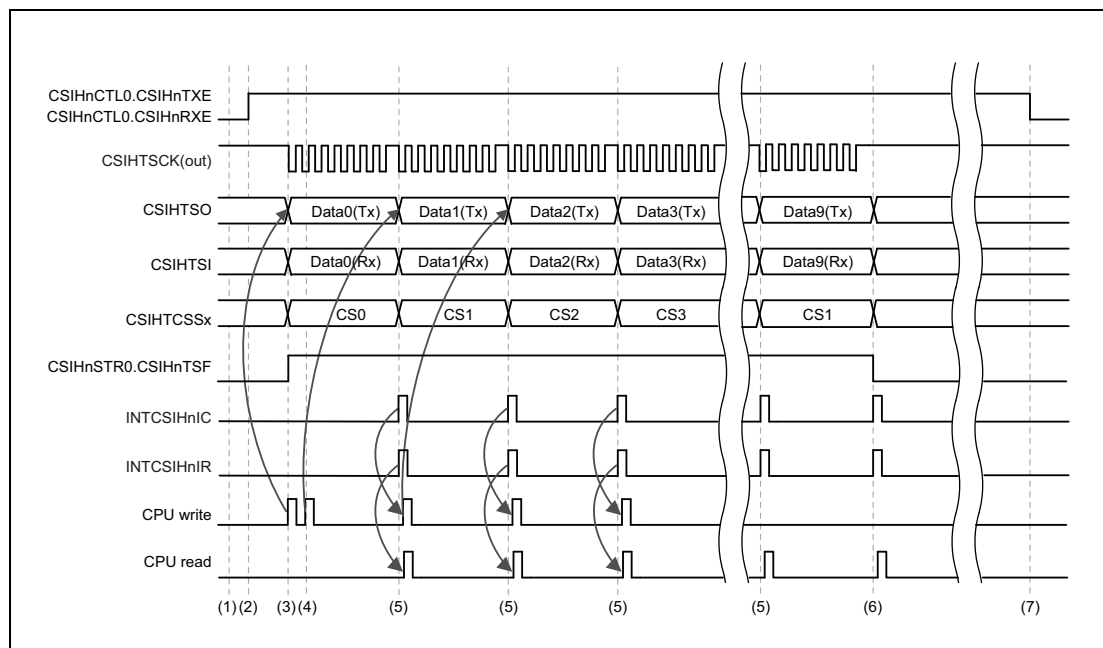 CSIHnCTL0.CSIHnTXE
CSIHnCTL0.CSIHnRXE
CSIHTSCK(out)
CSIHTSO Data0(Tx) Data1(Tx) Data2(Tx) Data3(Tx) Data9(Tx)
CSIHTSI Data0(Rx) Data1(Rx) Data2(Rx) Data3(Rx) Data9(Rx)
CSIHTCSSx CS0 CS1 CS2 CS3 CS1
CSIHnSTR0.CSIHnTSF
INTCSIHnIC
INTCSIHnIR
CPU write
CPU read
(1) (2) (3) (4) (5) (5) (5) (5) (6) (7)